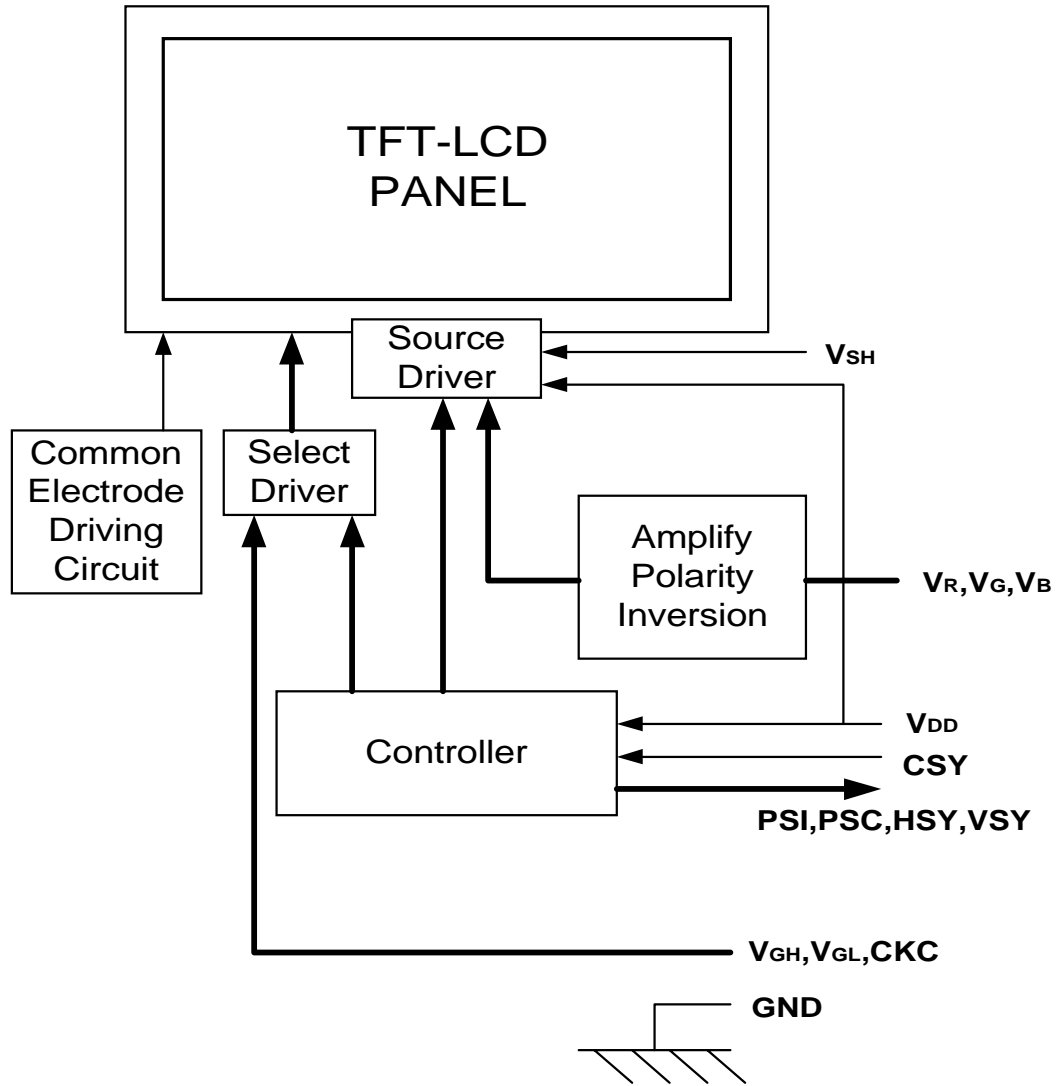 TFT-LCD
PANEL
Source
Driver
VSH
Common
Electrode
Driving
Circuit
Select
Driver
Amplify
Polarity
Inversion
VR,VG,VB
Controller
VDD
CSY
PSI,PSC,HSY,VSY
VGH,VGL,CKC
GND